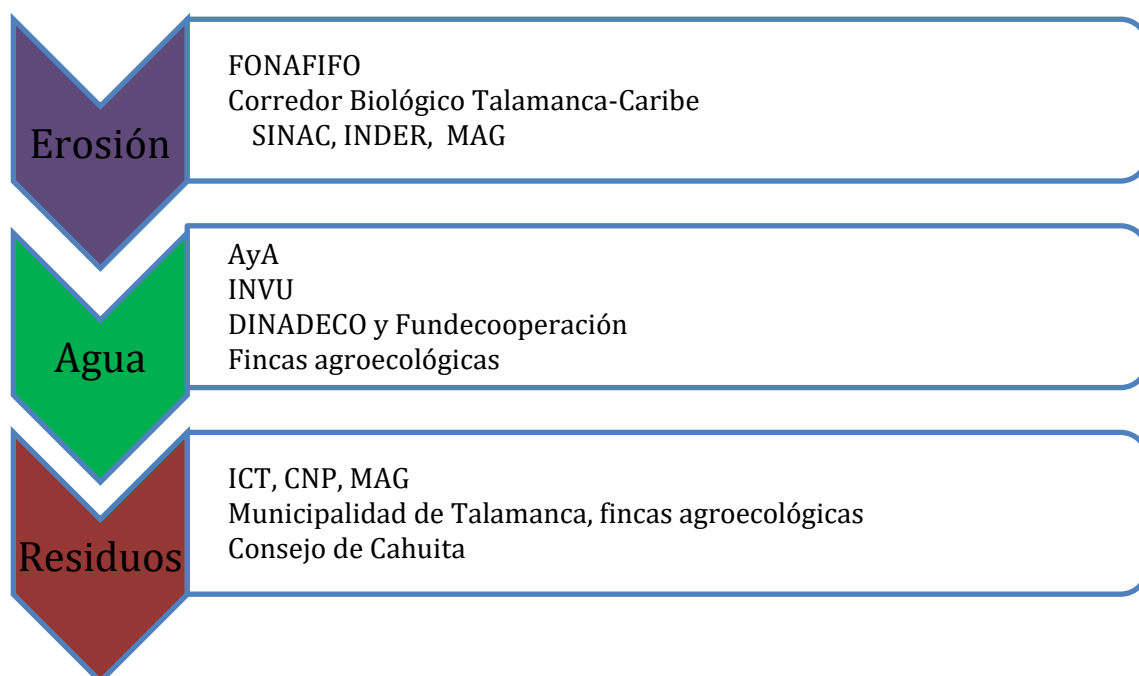 Erosión
FONAFIFO
Corredor Biológico Talamanca-Caribe
SINAC, INDER, MAG
Agua
AyA
INVU
DINADECO y Fundecooperación
Fincas agroecológicas
Residuos
ICT, CNP, MAG
Municipalidad de Talamanca, fincas agroecológicas
Consejo de Cahuita